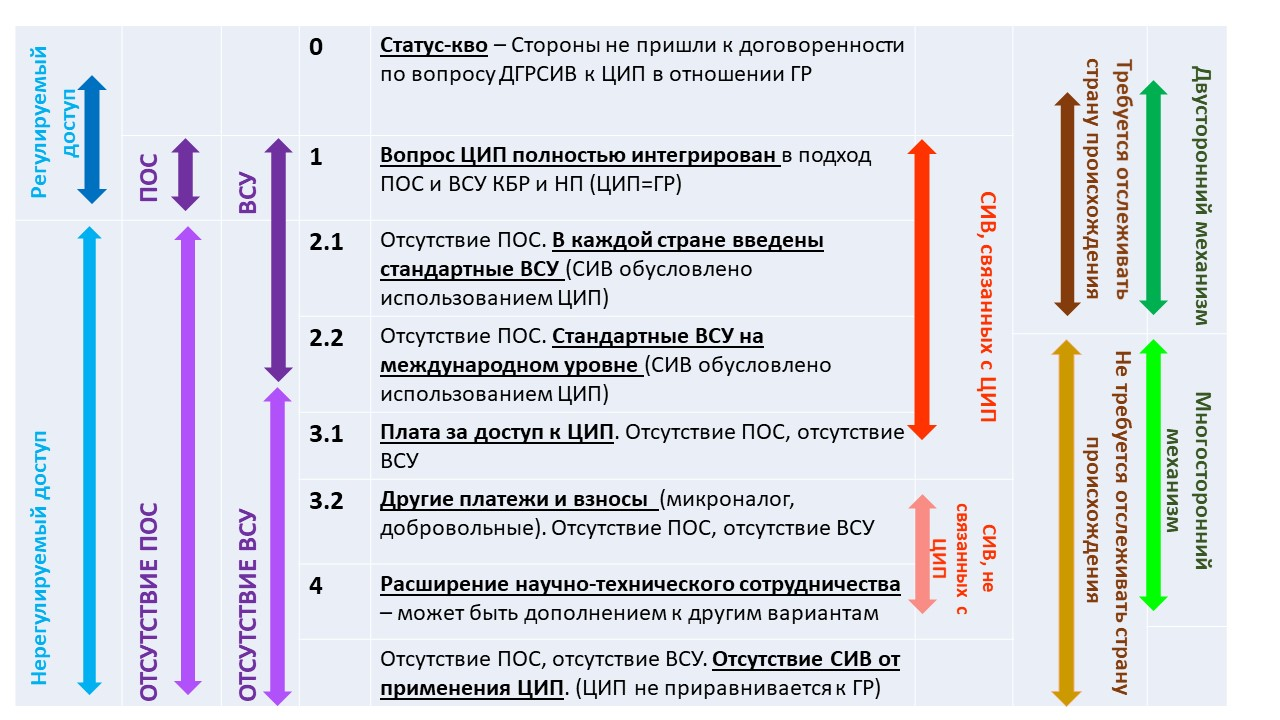 Регулируемый
доступ
Нерегулируемый доступ
ПОС
ОТСУТСТВИЕ ПОС
ВСУ
ОТСУТСТВИЕ ВСУ
0
Статус-кво – Стороны не пришли к договоренности
по вопросу ДГРСИВ к ЦИП в отношении ГР
1
Вопрос ЦИП полностью интегрирован в подход
ПОС и ВСУ КБР и НП (ЦИП=ГР)
2.1
Отсутствие ПОС. В каждой стране введены
стандартные ВСУ (СИВ обусловлено
использованием ЦИП)
2.2
Отсутствие ПОС. Стандартные ВСУ на
международном уровне (СИВ обусловлено
использованием ЦИП)
3.1
Плата за доступ к ЦИП. Отсутствие ПОС, отсутствие
ВСУ
3.2
Другие платежи и взносы (микроналог,
добровольные). Отсутствие ПОС, отсутствие ВСУ
4
Расширение научно-технического сотрудничества
– может быть дополнением к другим вариантам
Отсутствие ПОС, отсутствие ВСУ. Отсутствие СИВ от
применения ЦИП. (ЦИП не приравнивается к ГР)
СИВ, связанных с ЦИП
СИВ, не
связанных с
ЦИП
Требуется отслеживать
страну происхождения
Не требуется отслеживать страну
происхождения
Двусторонний механизм
Многосторонний
механизм